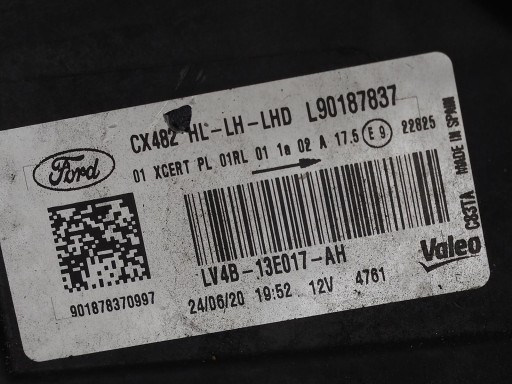 CX482 HL-LH-LHD L90187837
Ford
01 XCERT PL 01RL 01 1a 02 A 17.5 E9 22825
MADE IN SPAIN
C83TA
LV4B-13E017-AH
Valeo
901878370997
24/06/20 19:52 12V 4761